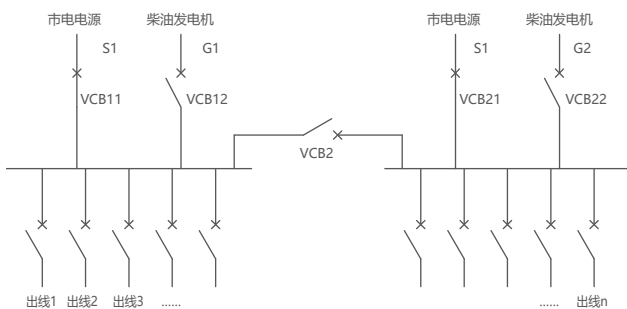 市电电源 柴油发电机 市电电源 柴油发电机
S1 G1 S1 G2
VCB11 VCB12 VCB21 VCB22
VCB2
出线1 出线2 出线3 ...... ...... 出线n